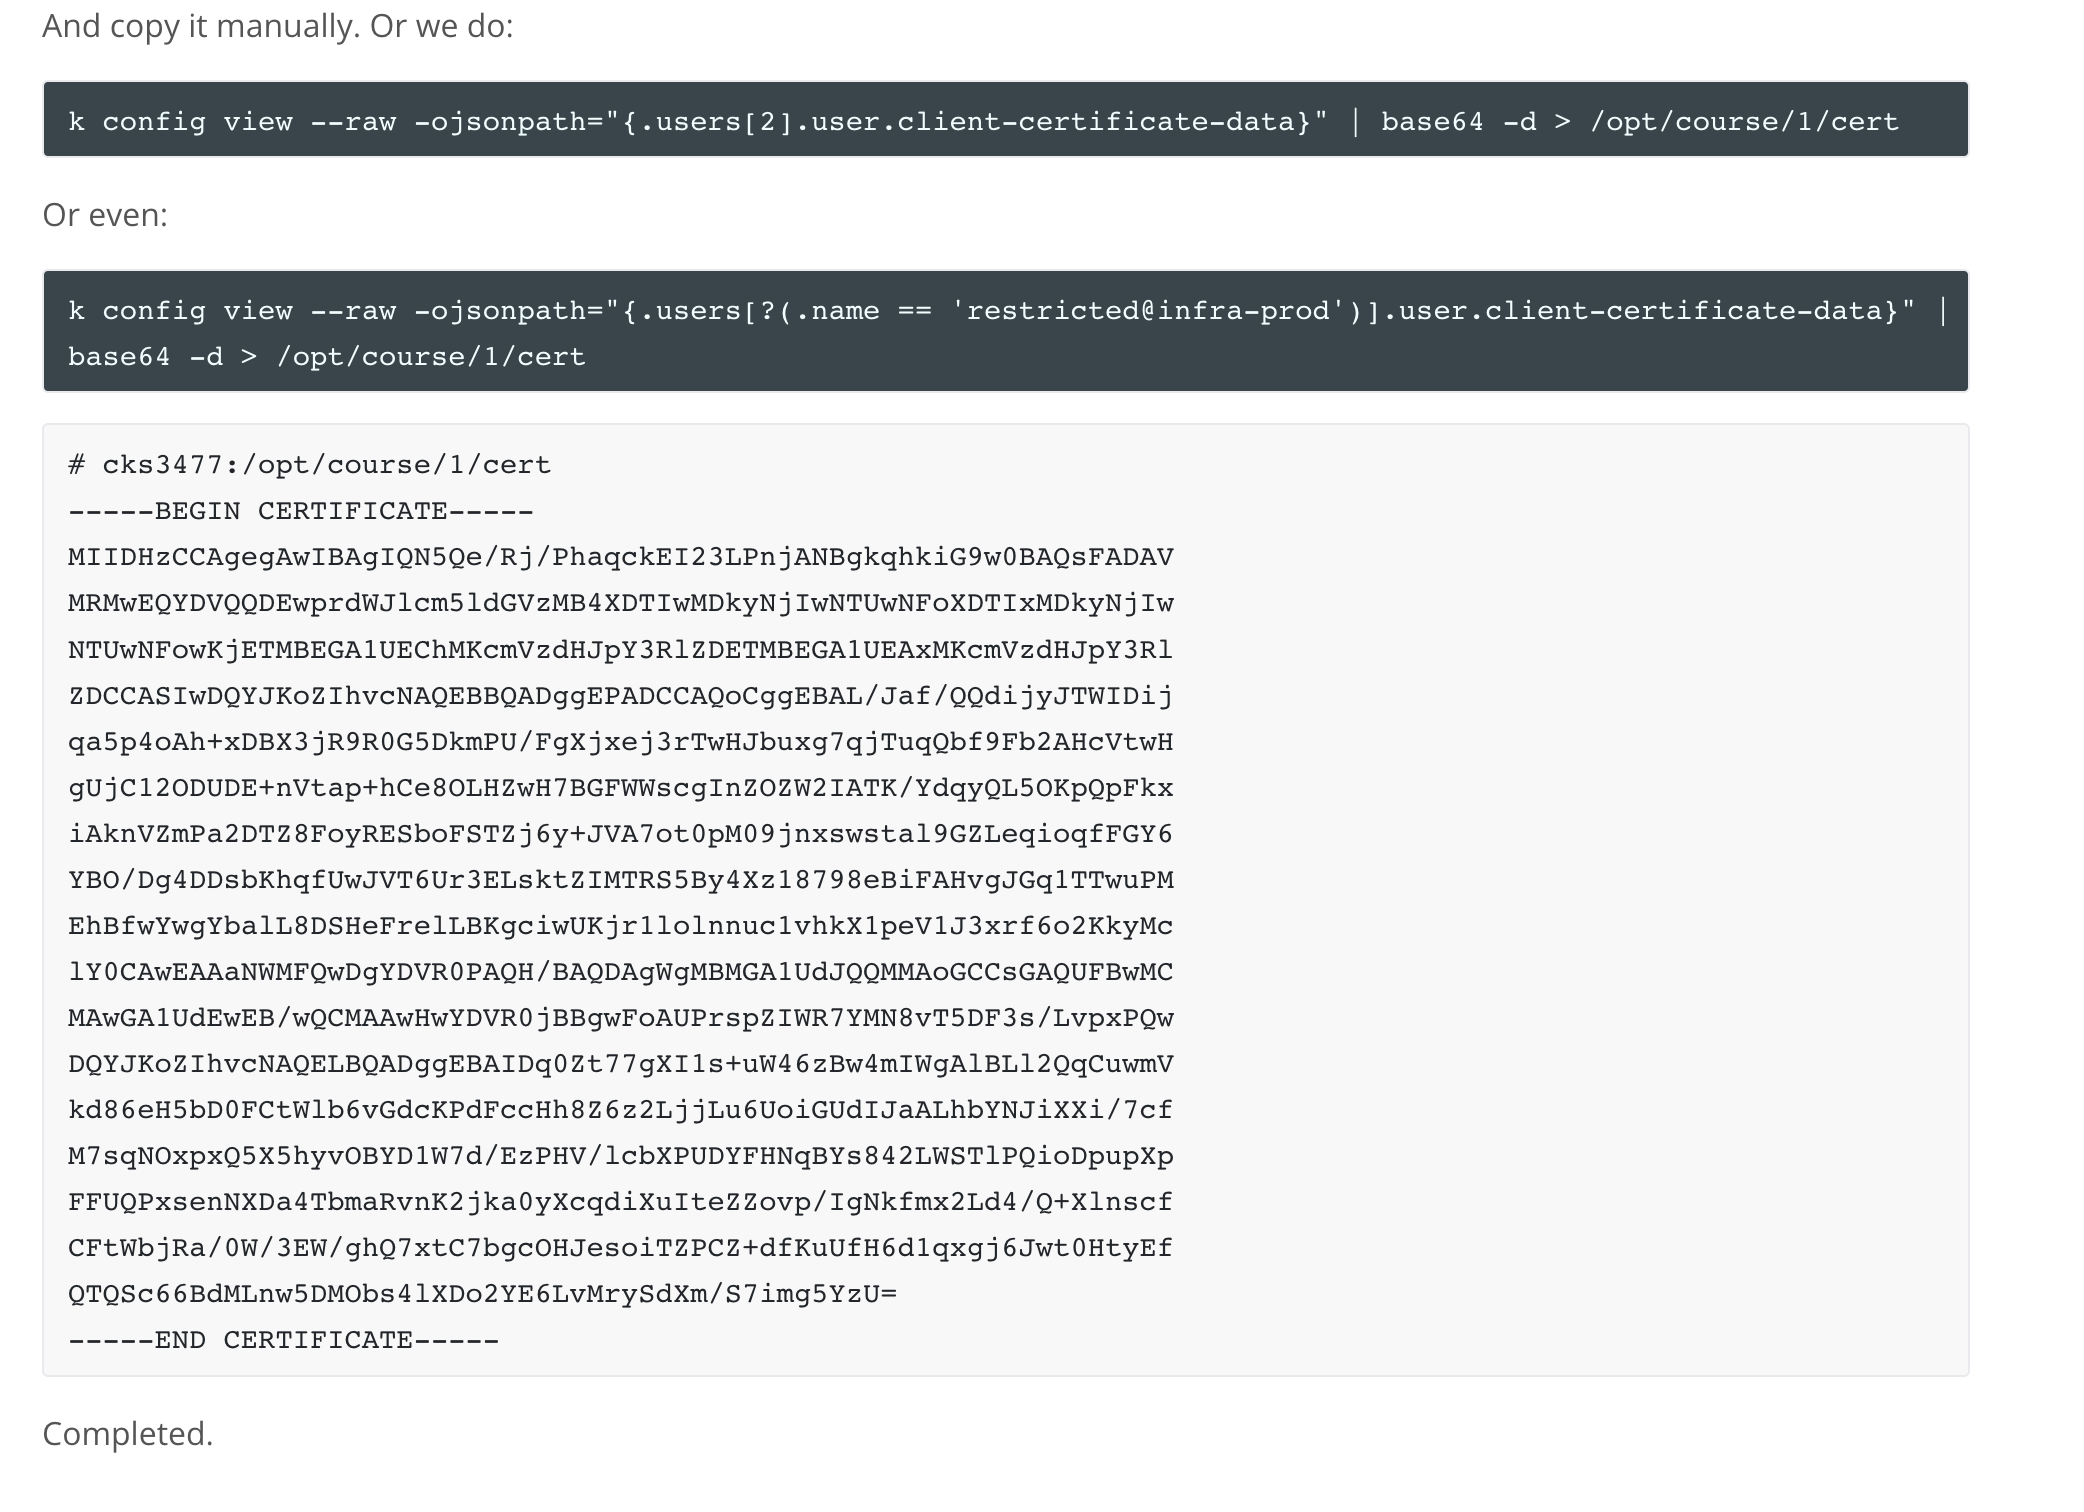 And copy it manually. Or we do:
k config view --raw -ojsonpath="{.users[2].user.client-certificate-data}" | base64 -d > /opt/course/1/cert
Or even:
k config view --raw -ojsonpath="{.users[?(.name == 'restricted@infra-prod')].user.client-certificate-data}" |
base64 -d > /opt/course/1/cert
# cks3477:/opt/course/1/cert
-----BEGIN CERTIFICATE-----
MIIDHzCCAgegAwIBAgIQN5Qe/Rj/PhaqckEI23LPnjANBgkqhkiG9w0BAQsFADAV
MRMwEQYDVQQDEwprdWJlcm5ldGVzMB4XDTIwMDkyNjIwNTUwNFoXDTIxMDkyNjIw
NTUwNFowKjETMBEGA1UEChMKcmVzdHJpY3RlZDETMBEGA1UEAxMKcmVzdHJpY3Rl
ZDCCASIwDQYJKoZIhvcNAQEBBQADggEPADCCAQoCggEBAL/Jaf/QQdijyJTWIDij
qa5p4oAh+xDBX3jR9R0G5DkmPU/FgXjxej3rTwHJbuxg7qjTuqQbf9Fb2AHcVtwH
gUjC12ODUDE+nVtap+hCe8OLHZwH7BGFWWscgInZOZW2IATK/YdqyQL5OKpQpFkx
iAknVZmPa2DTZ8FoyRESboFSTZj6y+JVA7ot0pM09jnxswstal9GZLeqioqfFGY6
YBO/Dg4DDsbKhqfUwJVT6Ur3ELsktZIMTRS5By4Xz18798eBiFAHvgJGq1TTwuPM
EhBfwYwgYbalL8DSHeFrelLBKgciwUKjr1lolnnuc1vhkX1peV1J3xrf6o2KkyMc
lY0CAwEAAaNWMFQwDgYDVR0PAQH/BAQDAgWgMBMGA1UdJQQMMAoGCCsGAQUFBwMC
MAwGA1UdEwEB/wQCMAAwHwYDVR0jBBgwFoAUPrspZIWR7YMN8vT5DF3s/LvpxPQw
DQYJKoZIhvcNAQELBQADggEBAIDq0Zt77gXI1s+uW46zBw4mIWgAlBLl2QqCuwmV
kd86eH5bD0FCtWlb6vGdcKPdFccHh8Z6z2LjjLu6UoiGUdIJaALhbYNJiXXi/7cf
M7sqNOxpxQ5X5hyvOBYD1W7d/EzPHV/lcbXPUDYFHNqBYs842LWSTlPQioDpupXp
FFUQPxsenNXDa4TbmaRvnK2jka0yXcqdiXuIteZZovp/IgNkfmx2Ld4/Q+Xlnscf
CFtWbjRa/0W/3EW/ghQ7xtC7bgcOHJesoiTZPCZ+dfKuUfH6d1qxgj6Jwt0HtyEf
QTQSc66BdMLnw5DMObs4lXDo2YE6LvMrySdXm/S7img5YzU=
-----END CERTIFICATE-----
Completed.